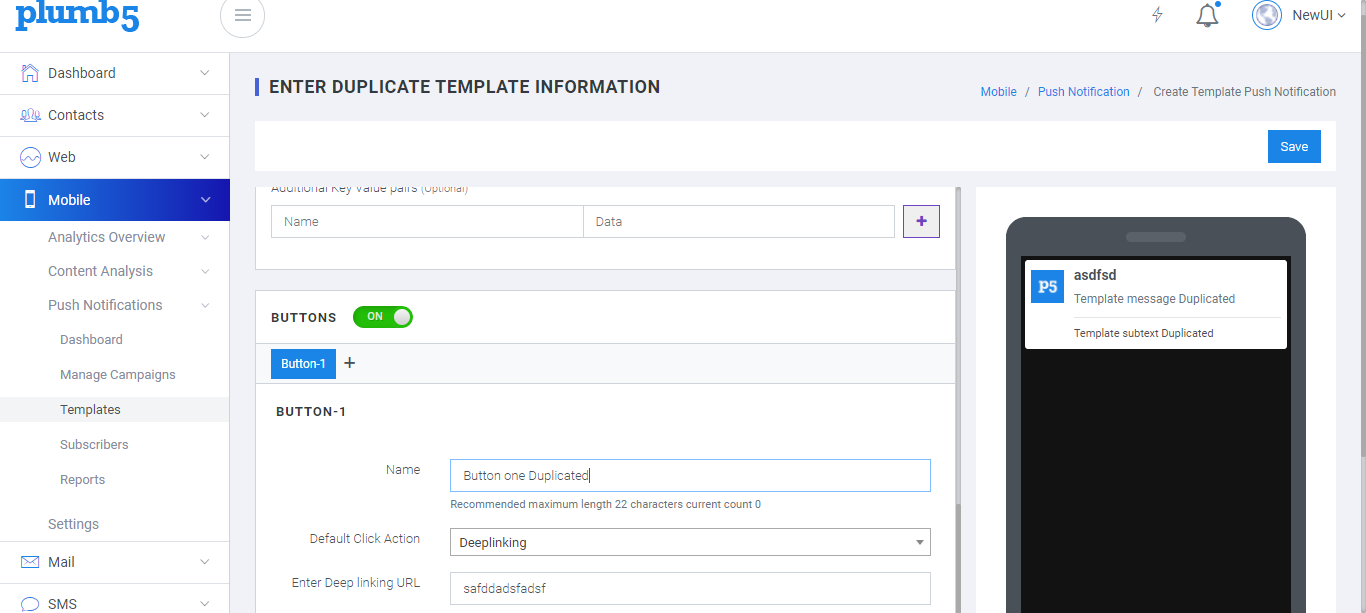 plumb5
NewUI
Dashboard
Contacts
Web
Mobile
Analytics Overview
Content Analysis
Push Notifications
Dashboard
Manage Campaigns
Templates
Subscribers
Reports
Settings
Mail
SMS
ENTER DUPLICATE TEMPLATE INFORMATION
Mobile / Push Notification / Create Template Push Notification
Save
Additional Key Value pairs (Optional)
Name Data +
BUTTONS ON
Button-1 +
BUTTON-1
Name Button one Duplicated
Recommended maximum length 22 characters current count 0
Default Click Action Deeplinking
Enter Deep linking URL safddadsfadsf
P5 asdfsd
Template message Duplicated
Template subtext Duplicated